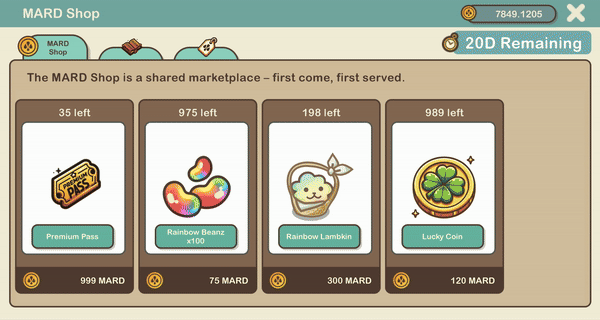 MARD Shop
7849.1205
MARD
Shop
20D Remaining
The MARD Shop is a shared marketplace – first come, first served.
35 left
975 left
198 left
989 left
PREMIUM
PASS
Premium Pass
Rainbow Beanz
x100
Rainbow Lambkin
Lucky Coin
999 MARD
75 MARD
300 MARD
120 MARD